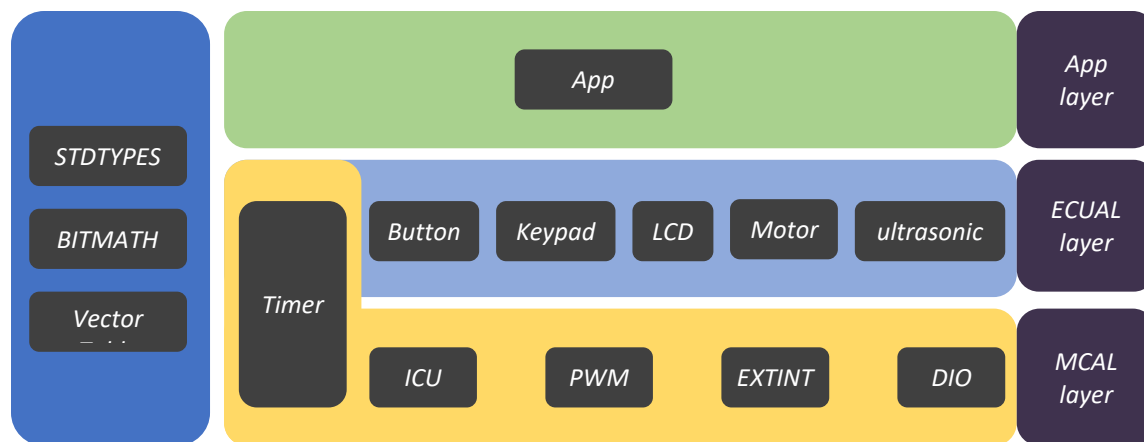 App
App
layer
STDTYPES
BITMATH
Vector
Timer
Button
Keypad
LCD
Motor
ultrasonic
ECUAL
layer
ICU
PWM
EXTINT
DIO
MCAL
layer